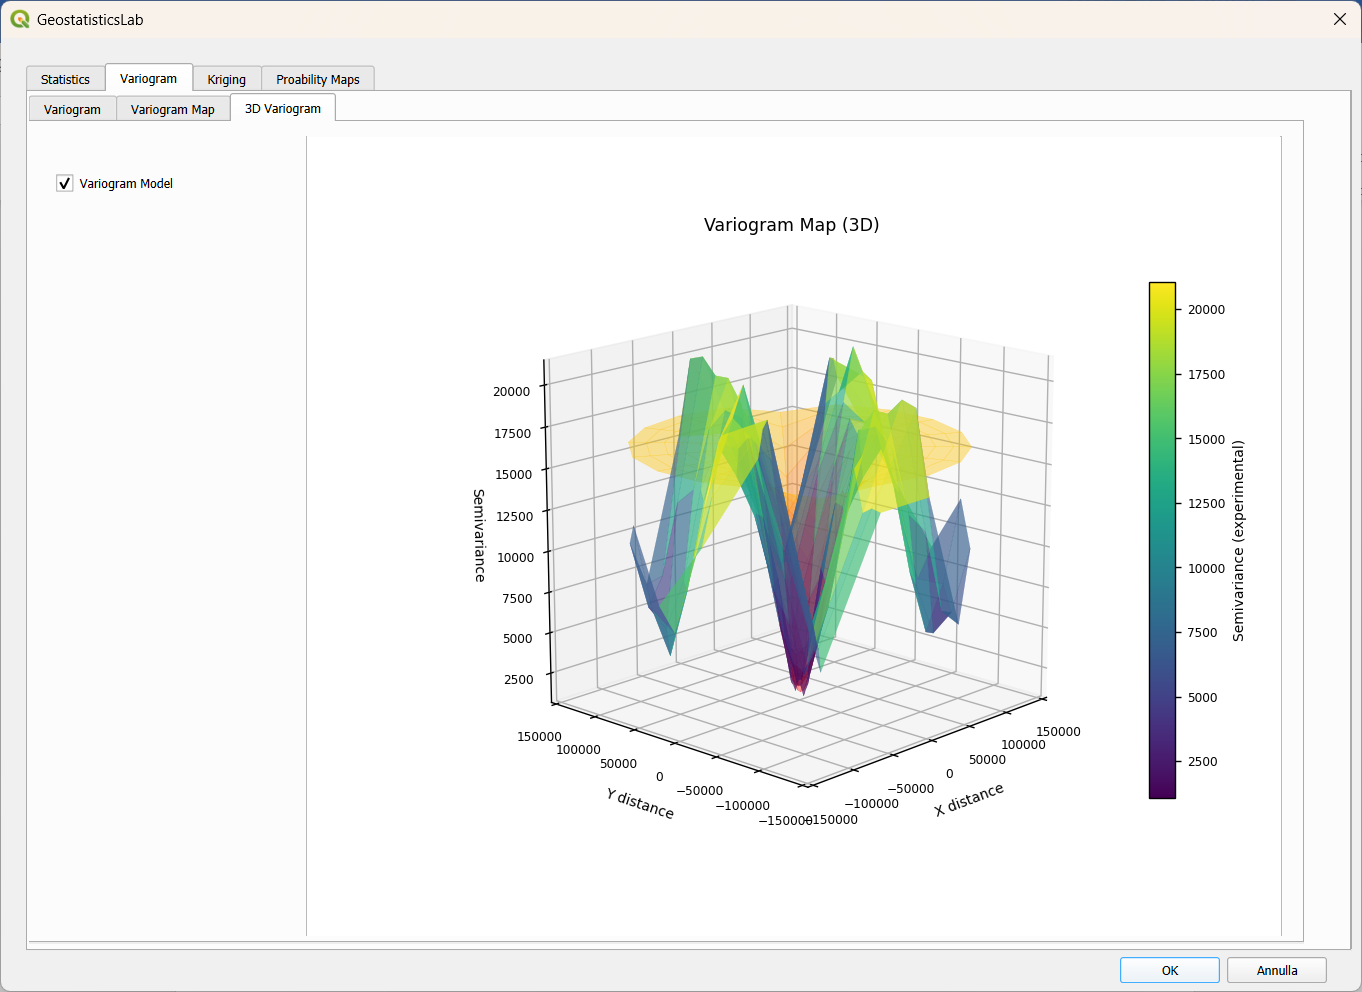 GeostatisticsLab
Statistics
Variogram
Kriging
Proability Maps
Variogram
Variogram Map
3D Variogram
Variogram Model
Variogram Map (3D)
20000
17500
15000
12500
10000
7500
5000
2500
Semivariance
150000
100000
50000
0
−50000
−100000
−150000
Y distance
−150000
−100000
−50000
0
50000
100000
150000
X distance
20000
17500
15000
12500
10000
7500
5000
2500
Semivariance (experimental)
OK
Annulla